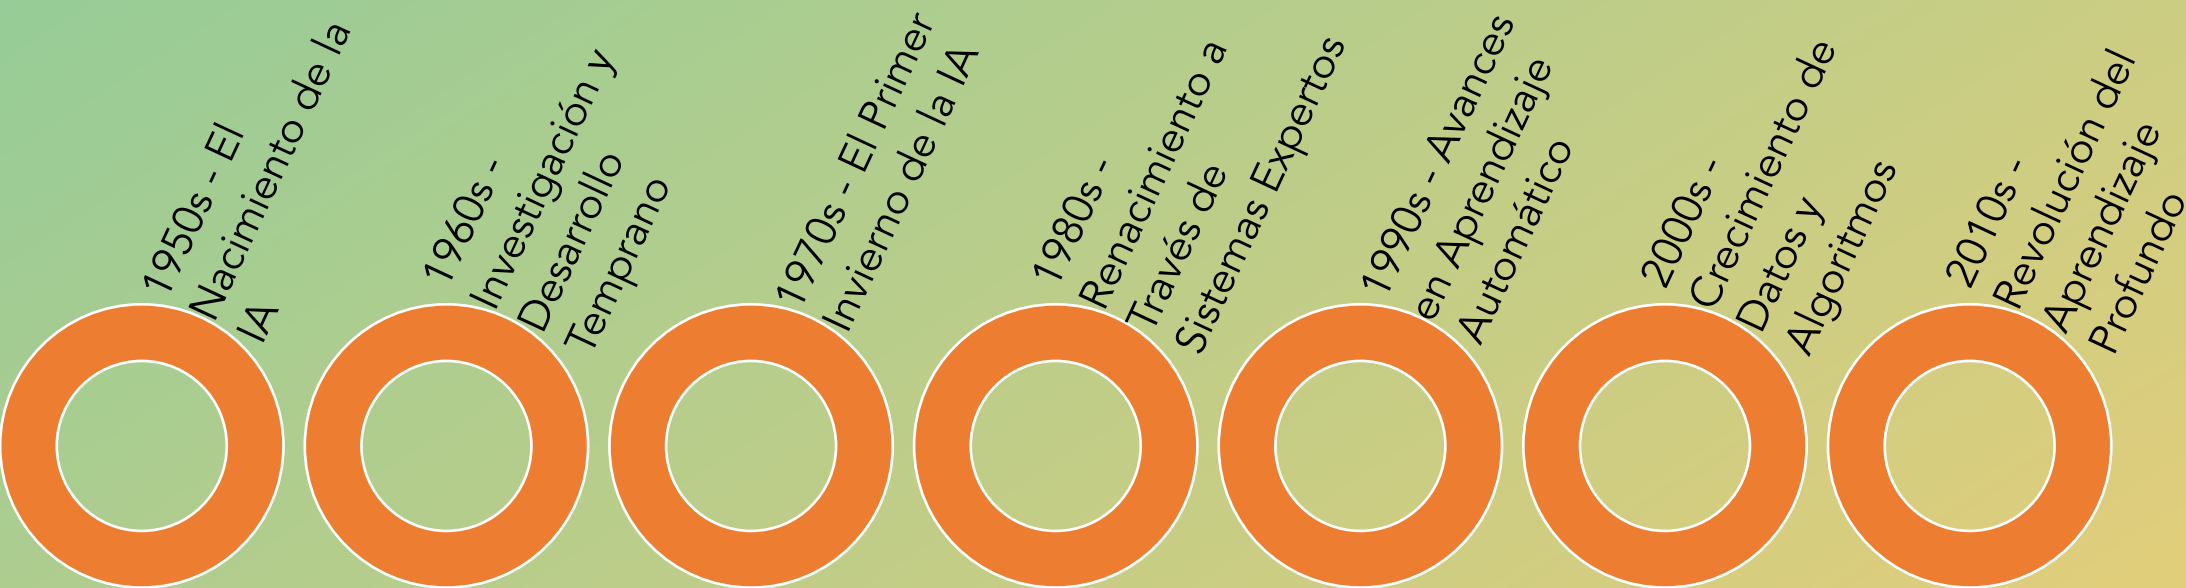 1950s - El
Nacimiento de la
IA
1960s -
Investigación y
Desarrollo
Temprano
1970s - El Primer
Invierno de la IA
1980s -
Renacimiento a
Través de
Sistemas Expertos
1990s - Avances
en Aprendizaje
Automático
2000s -
Crecimiento de
Datos y
Algoritmos
2010s -
Revolución del
Aprendizaje
Profundo